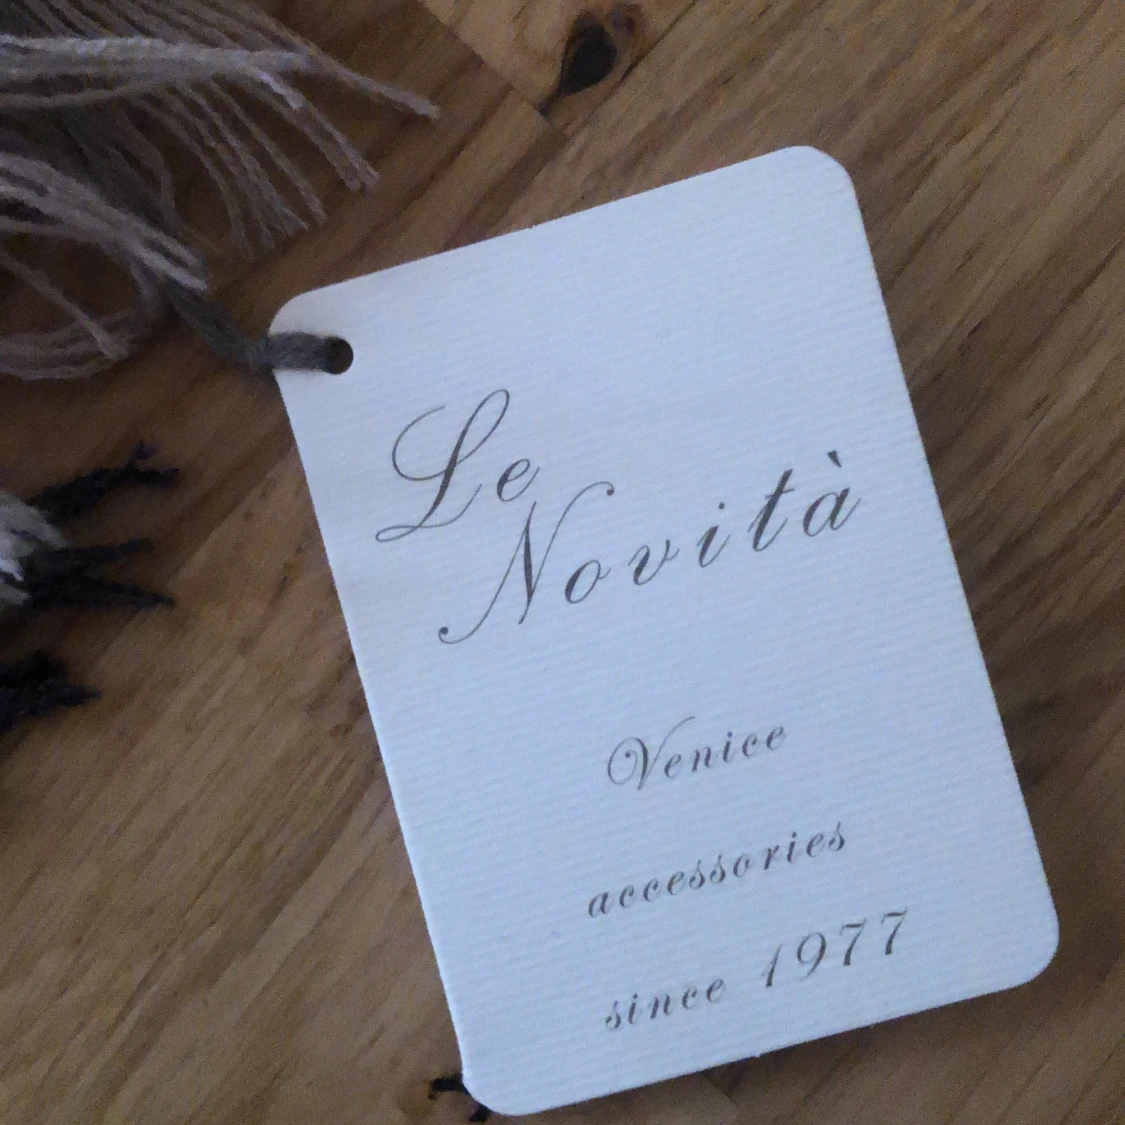 Le
Novità
Venice
accessories
since 1977